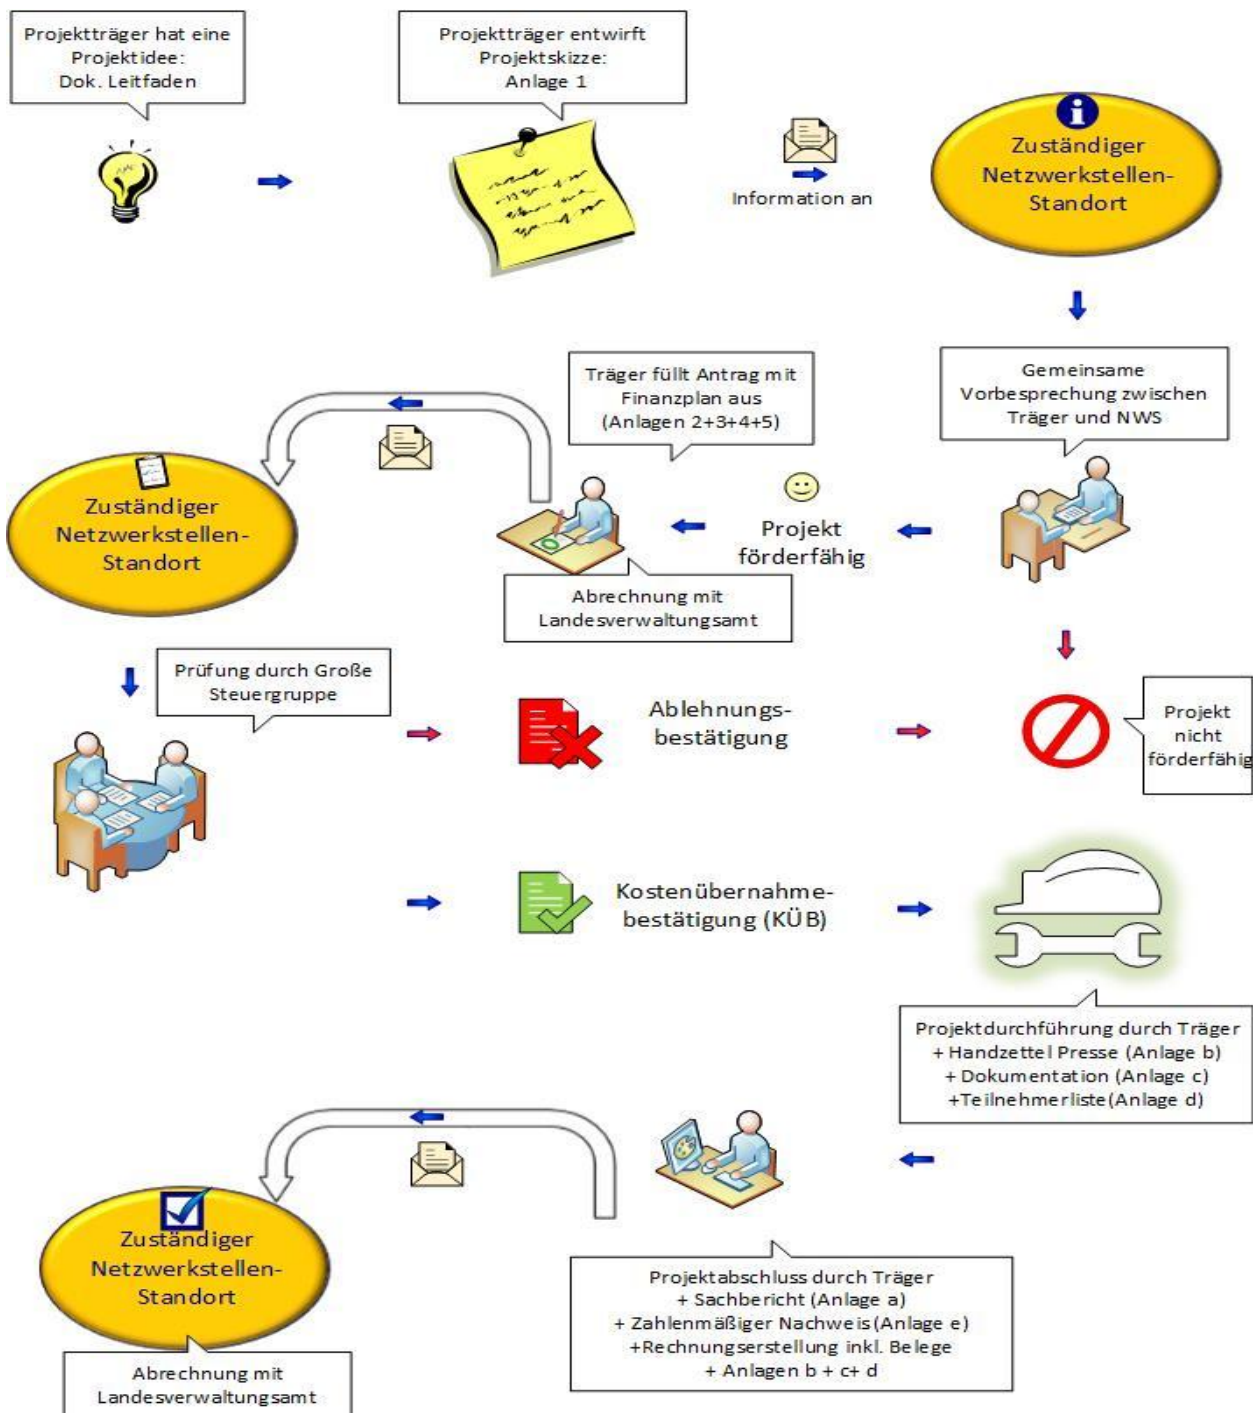 Projektträger hat eine
Projektidee:
Dok. Leitfaden
Projektträger entwirft
Projektskizze:
Anlage 1
Information an
Zuständiger
Netzwerkstellen-
Standort
Gemeinsame
Vorbesprechung zwischen
Träger und NWS
Projekt
förderfähig
Träger füllt Antrag mit
Finanzplan aus
(Anlagen 2+3+4+5)
Abrechnung mit
Landesverwaltungsamt
Zuständiger
Netzwerkstellen-
Standort
Prüfung durch Große
Steuergruppe
Ablehnungs-
bestätigung
Projekt
nicht
förderfähig
Kostenübernahme-
bestätigung (KÜB)
Projektdurchführung durch Träger
+ Handzettel Presse (Anlage b)
+ Dokumentation (Anlage c)
+Teilnehmerliste(Anlage d)
Projektabschluss durch Träger
+ Sachbericht (Anlage a)
+ Zahlenmäßiger Nachweis(Anlage e)
+Rechnungserstellung inkl. Belege
+ Anlagen b + c+ d
Zuständiger
Netzwerkstellen-
Standort
Abrechnung mit
Landesverwaltungsamt